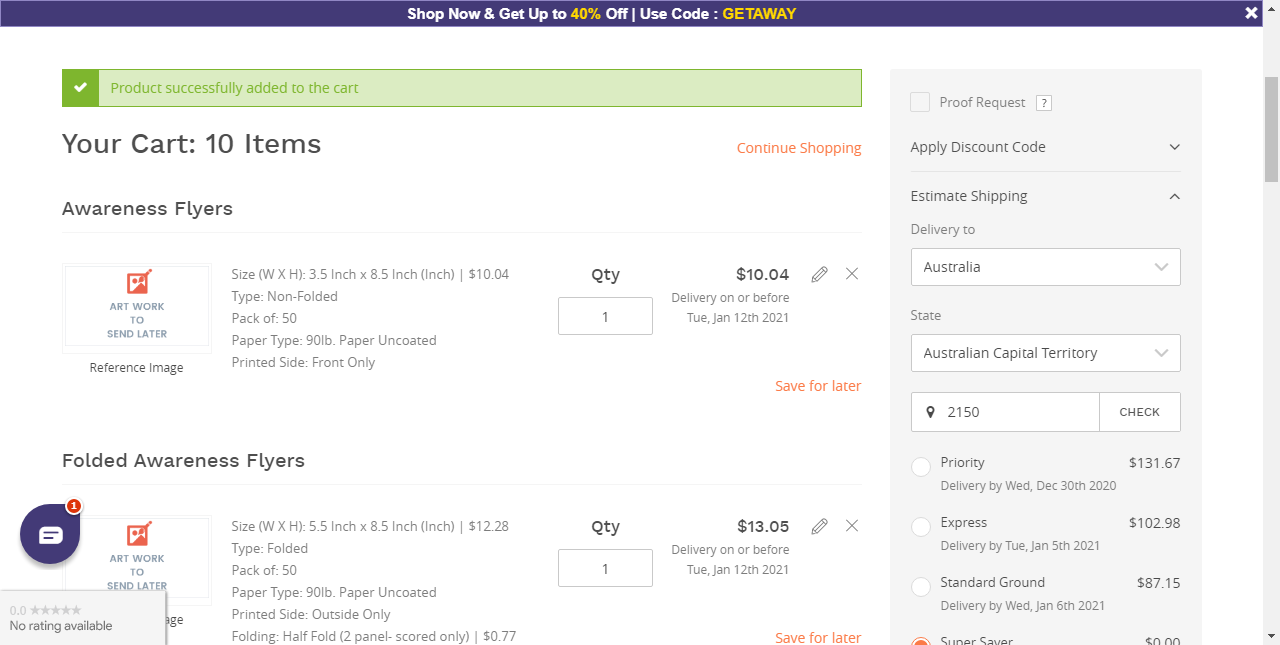 Shop Now & Get Up to 40% Off | Use Code : GETAWAY
Product successfully added to the cart
Your Cart: 10 Items
Continue Shopping
Awareness Flyers
ART WORK
TO
SEND LATER
Reference Image
Size (W X H): 3.5 Inch x 8.5 Inch (Inch) | $10.04
Type: Non-Folded
Pack of: 50
Paper Type: 90lb. Paper Uncoated
Printed Side: Front Only
Qty
1
$10.04
Delivery on or before
Tue, Jan 12th 2021
Save for later
Folded Awareness Flyers
ART WORK
TO
SEND LATER
Size (W X H): 5.5 Inch x 8.5 Inch (Inch) | $12.28
Type: Folded
Pack of: 50
Paper Type: 90lb. Paper Uncoated
Printed Side: Outside Only
Folding: Half Fold (2 panel- scored only) | $0.77
Qty
1
$13.05
Delivery on or before
Tue, Jan 12th 2021
Save for later
1
0.0
No rating available
Proof Request ?
Apply Discount Code
Estimate Shipping
Delivery to
Australia
State
Australian Capital Territory
2150
CHECK
Priority $131.67
Delivery by Wed, Dec 30th 2020
Express $102.98
Delivery by Tue, Jan 5th 2021
Standard Ground $87.15
Delivery by Wed, Jan 6th 2021
Super Saver $0.00